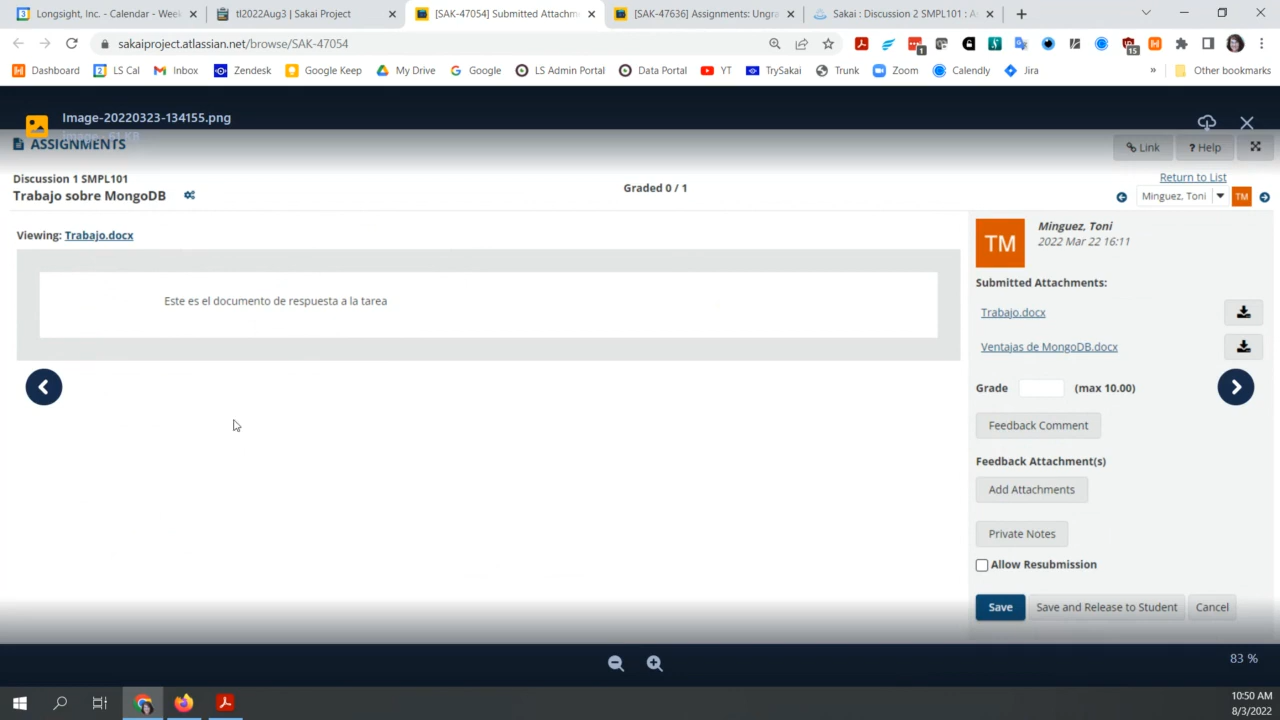 Longsight, Inc. - Calendar - Week
tl2022Aug3 | Sakai Project
[SAK-47054] Submitted Attachm
[SAK-47636] Assignments: Ungra
Sakai : Discussion 2 SMPL101 : A
sakaiproject.atlassian.net/browse/SAK-47054
Dashboard
LS Cal
Inbox
Zendesk
Google Keep
My Drive
Google
LS Admin Portal
Data Portal
YT
TrySakai
Trunk
Zoom
Calendly
Jira
»
Other bookmarks
Image-20220323-134155.png
image - 61 KB
ASSIGNMENTS
Link
? Help
Discussion 1 SMPL101
Trabajo sobre MongoDB
Graded 0 / 1
Return to List
Minguez, Toni
TM
Viewing: Trabajo.docx
TM
Minguez, Toni
2022 Mar 22 16:11
Este es el documento de respuesta a la tarea
Submitted Attachments:
Trabajo.docx
Ventajas de MongoDB.docx
Grade
(max 10.00)
Feedback Comment
Feedback Attachment(s)
Add Attachments
Private Notes
Allow Resubmission
Save
Save and Release to Student
Cancel
83 %
10:50 AM
8/3/2022